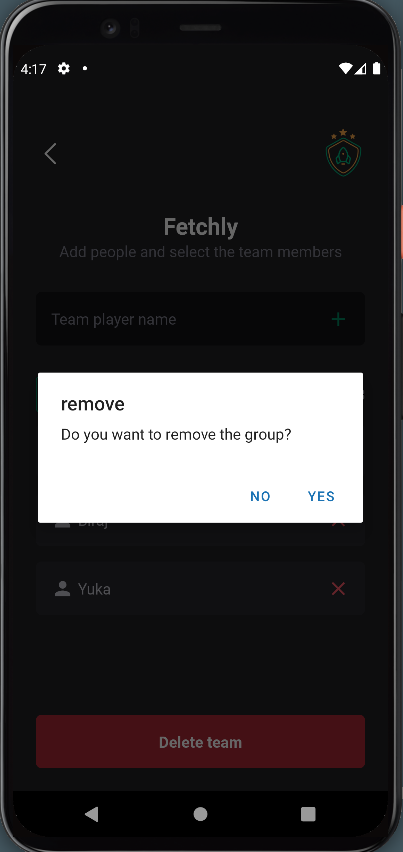 4:17
Fetchly
Add people and select the team members
Team player name
remove
Do you want to remove the group?
NO YES
Biraj
Yuka
Delete team